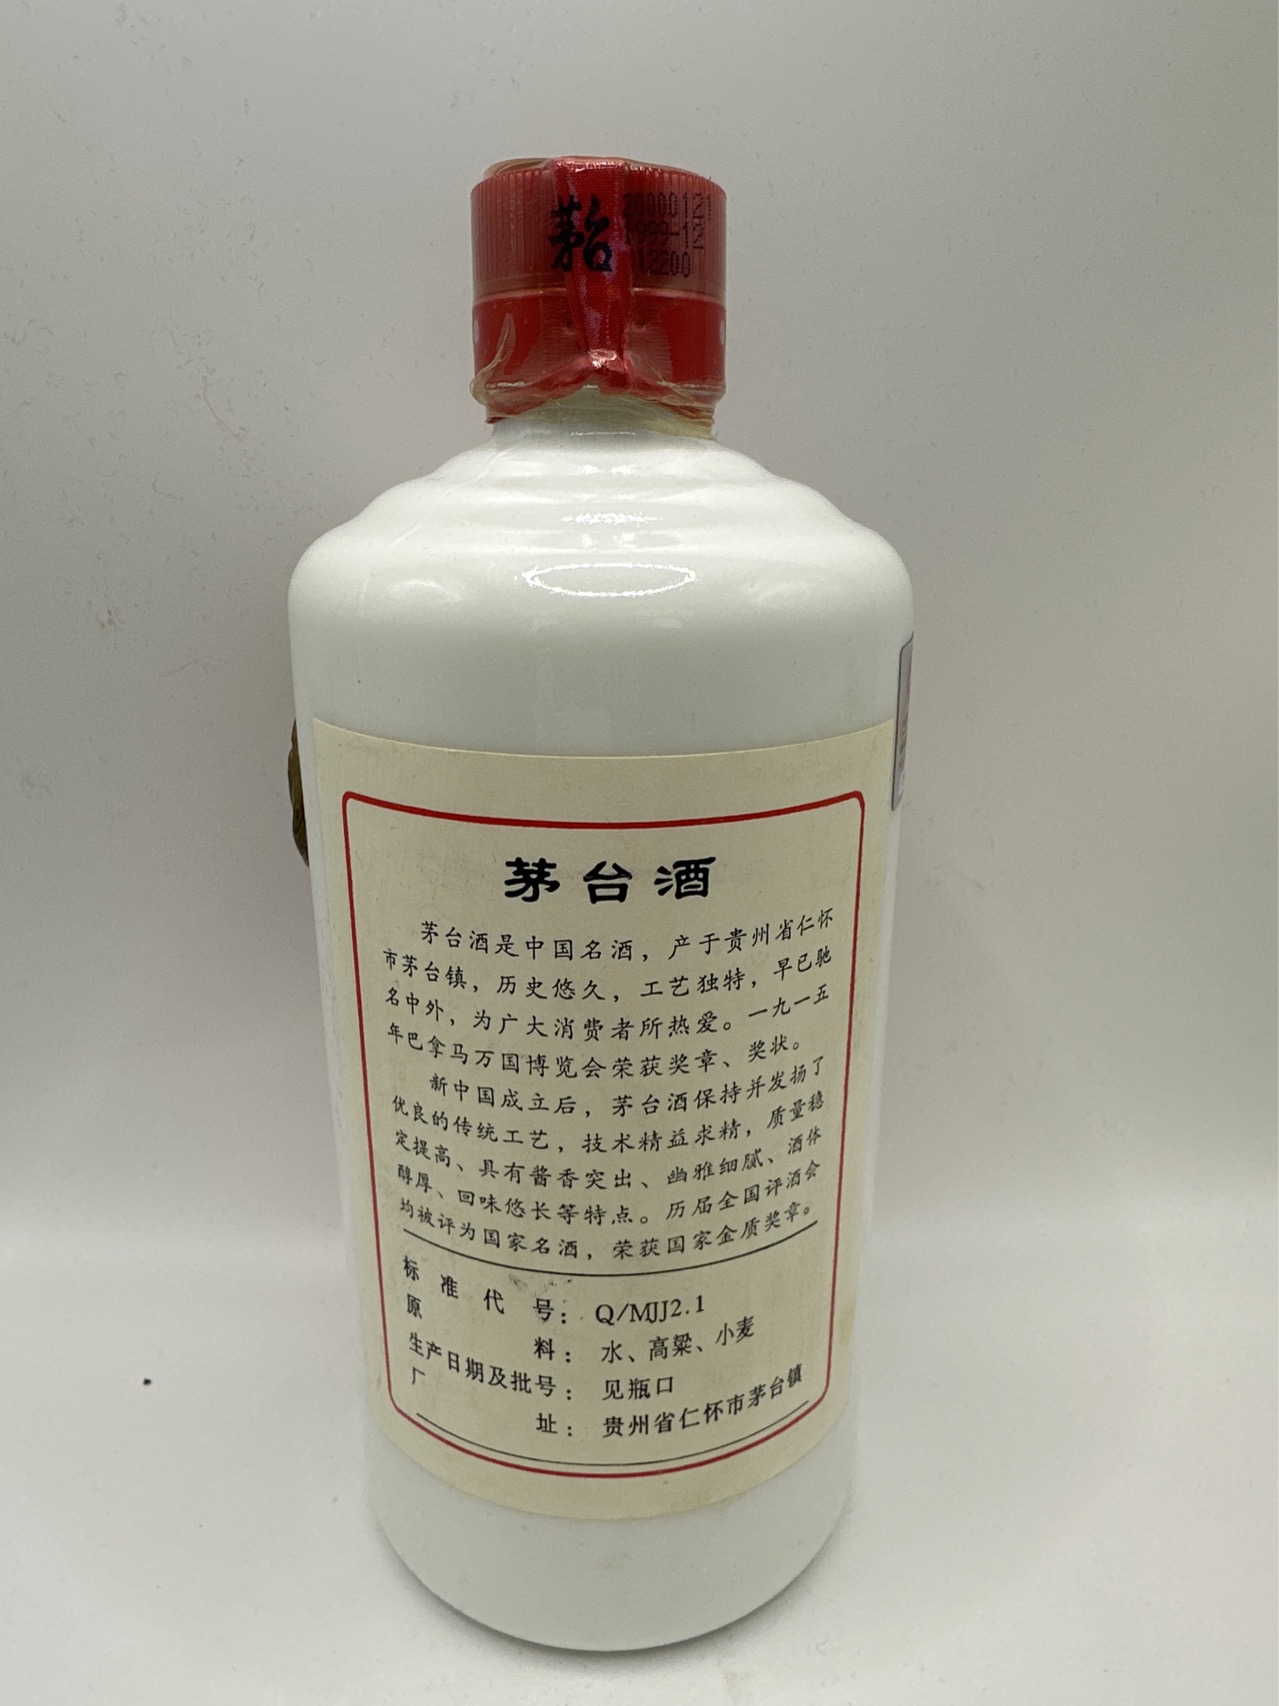 茅台
20000121
1999-12
12200
茅台酒
茅台酒是中国名酒，产于贵州省仁怀
市茅台镇，历史悠久，工艺独特，早已驰
名中外，为广大消费者所热爱。一九一五
年巴拿马万国博览会荣获奖章、奖状。
新中国成立后，茅台酒保持并发扬了
优良的传统工艺，技术精益求精，质量稳
定提高、具有酱香突出、幽雅细腻、酒体
醇厚、回味悠长等特点。历届全国评酒会
均被评为国家名酒，荣获国家金质奖章。
标准代号：Q/MJJ2.1
原料：水、高粱、小麦
生产日期及批号：见瓶口
厂址：贵州省仁怀市茅台镇